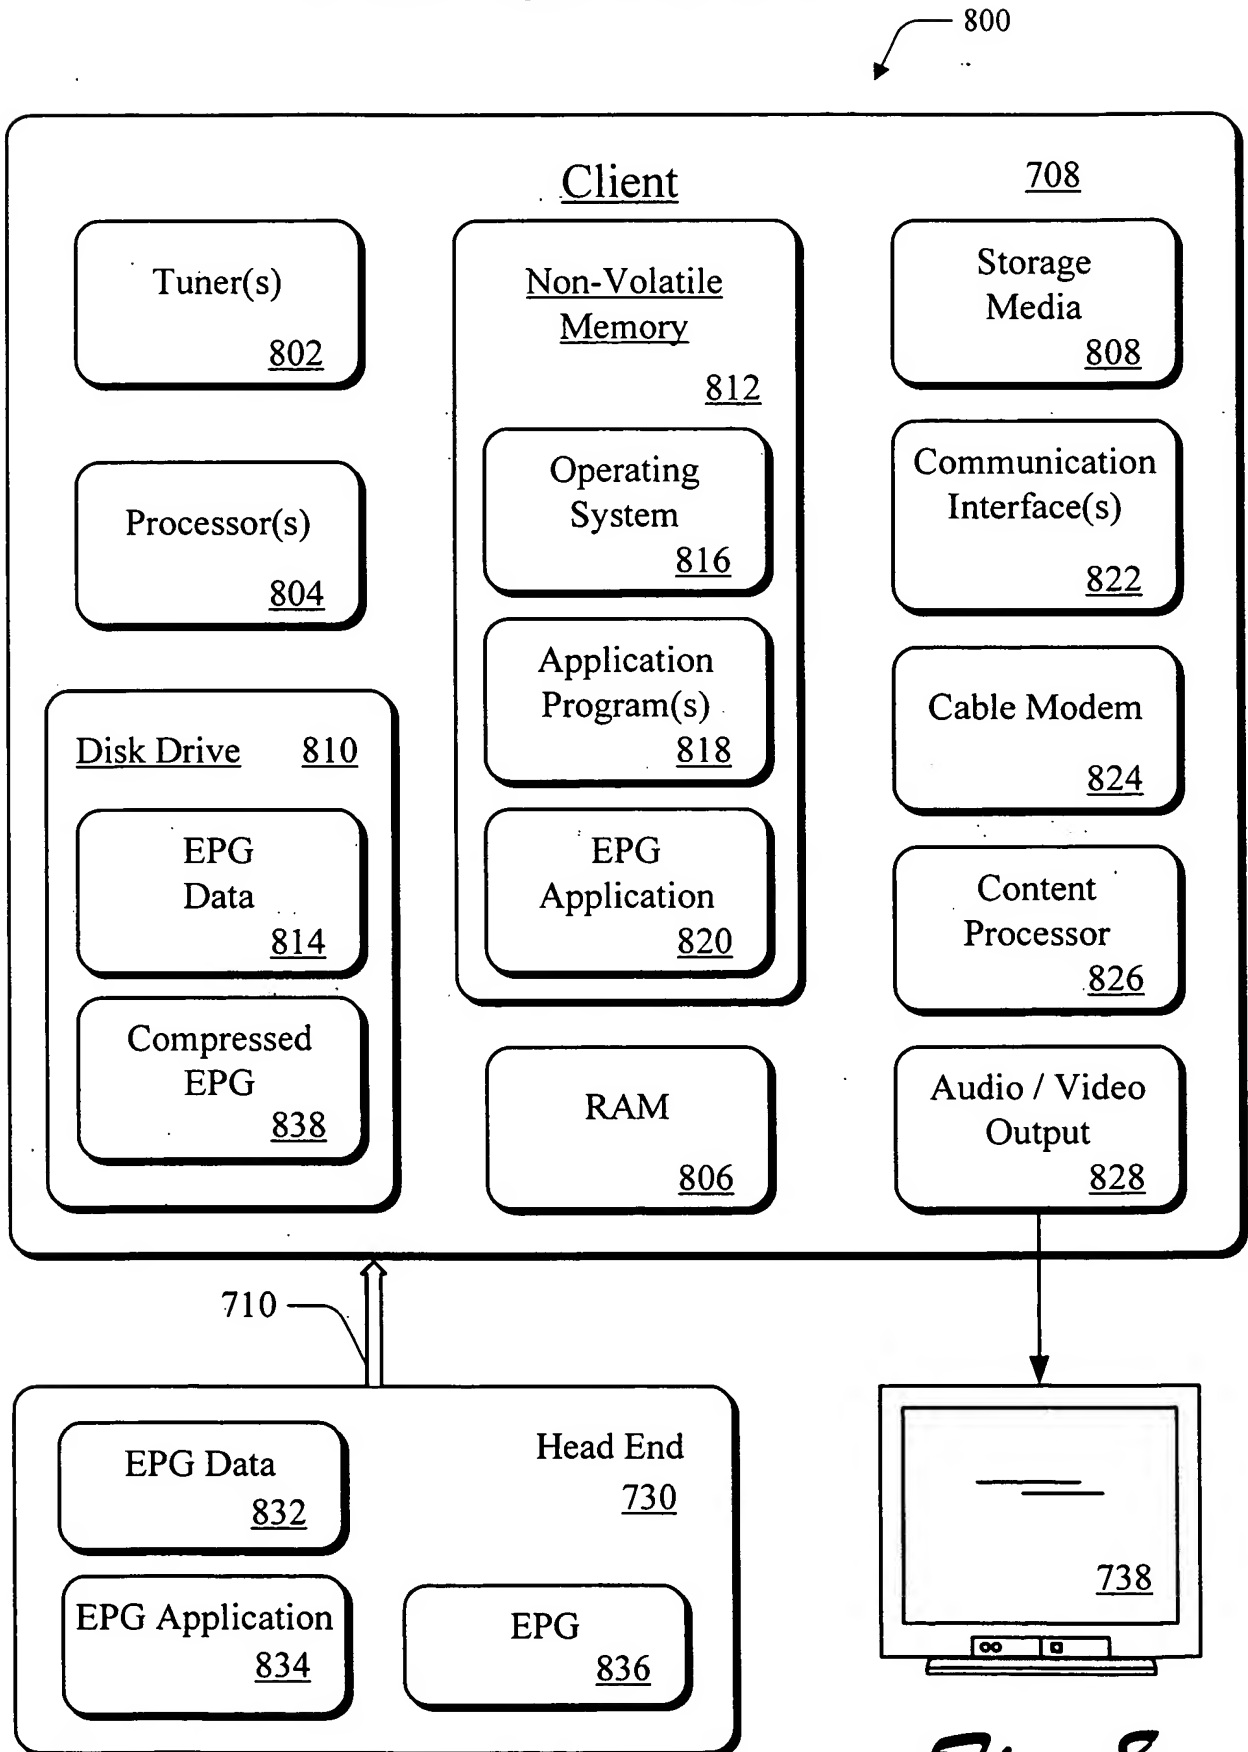 800
Client
708
Tuner(s)
802
Processor(s)
804
Disk Drive 810
EPG
Data
814
Compressed
EPG
838
Non-Volatile
Memory
812
Operating
System
816
Application
Program(s)
818
EPG
Application
820
RAM
806
Storage
Media
808
Communication
Interface(s)
822
Cable Modem
824
Content
Processor
826
Audio / Video
Output
828
710
Head End
730
EPG Data
832
EPG Application
834
EPG
836
738